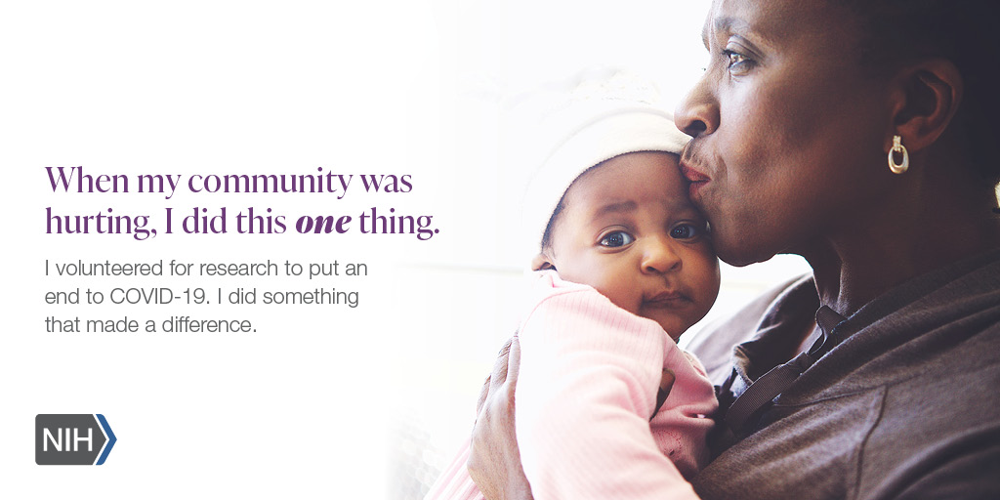 When my community was
hurting, I did this one thing.
I volunteered for research to put an
end to COVID-19. I did something
that made a difference.
NIH